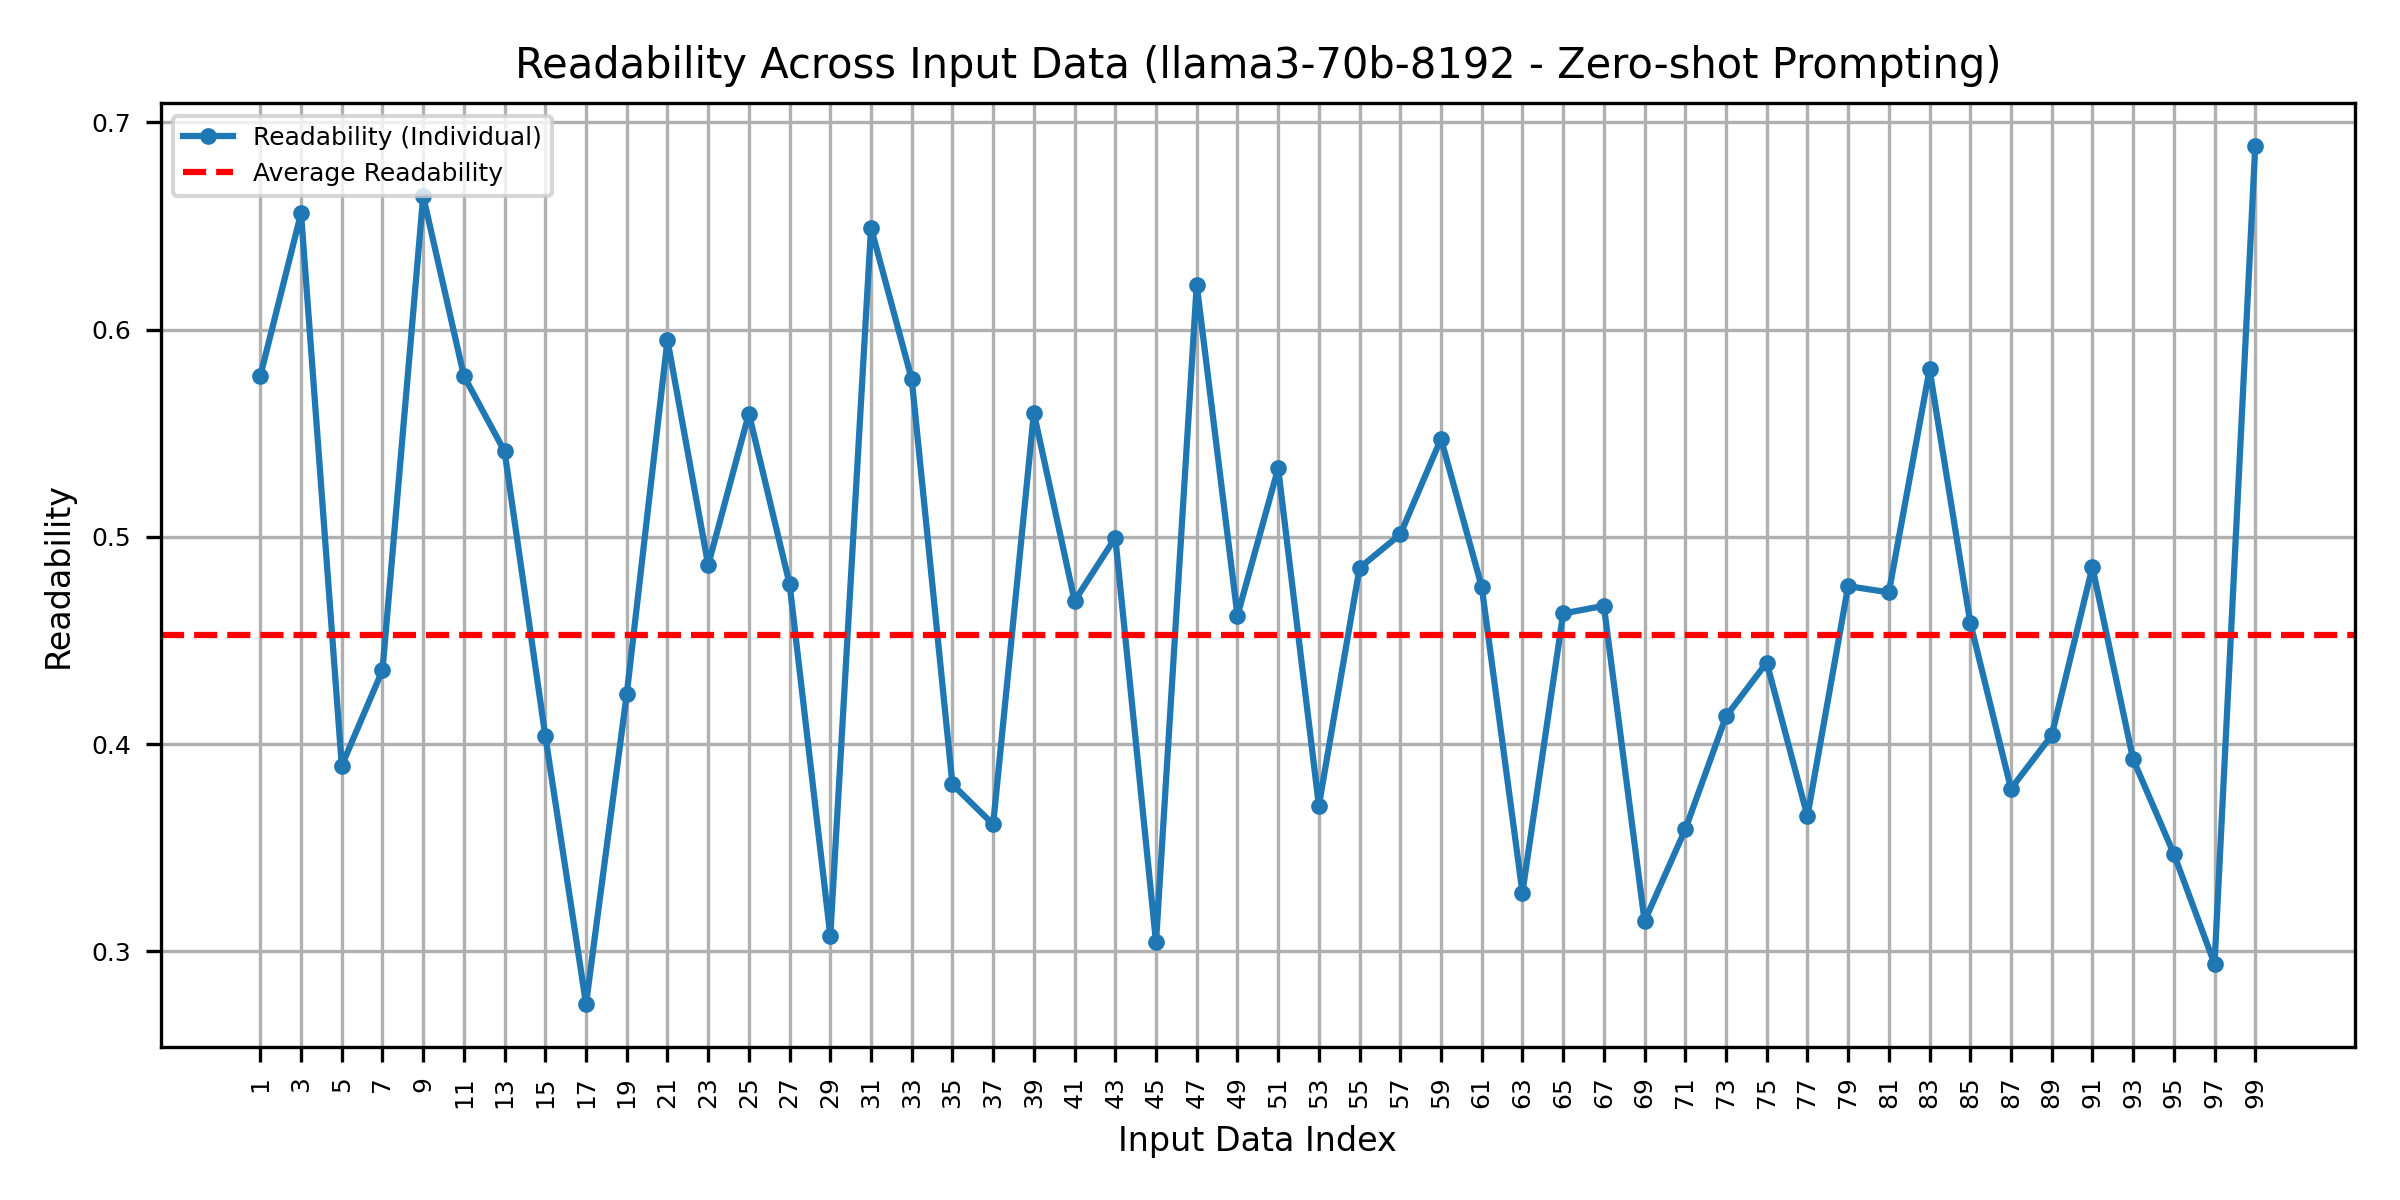 Readability Across Input Data (llama3-70b-8192 - Zero-shot Prompting)
Readability (Individual)
Average Readability
0.7
0.6
0.5
0.4
0.3
Readability
1 3 5 7 9 11 13 15 17 19 21 23 25 27 29 31 33 35 37 39 41 43 45 47 49 51 53 55 57 59 61 63 65 67 69 71 73 75 77 79 81 83 85 87 89 91 93 95 97 99
Input Data Index